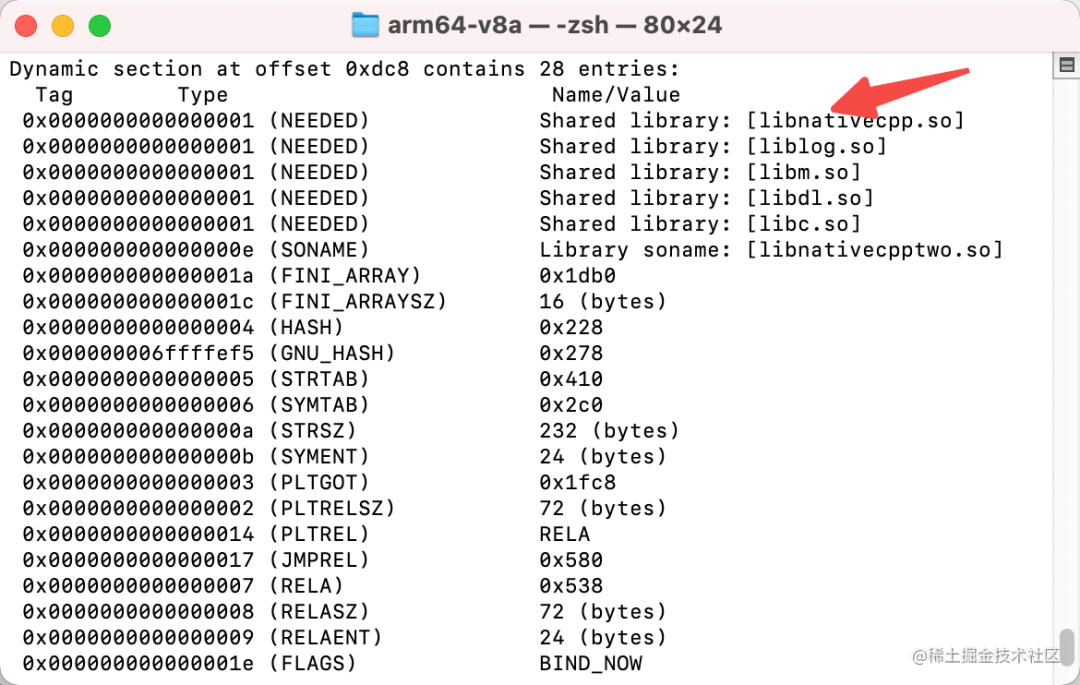 arm64-v8a — -zsh — 80×24
Dynamic section at offset 0xdc8 contains 28 entries:
Tag Type Name/Value
0x0000000000000001 (NEEDED) Shared library: [libnativecpp.so]
0x0000000000000001 (NEEDED) Shared library: [liblog.so]
0x0000000000000001 (NEEDED) Shared library: [libm.so]
0x0000000000000001 (NEEDED) Shared library: [libdl.so]
0x0000000000000001 (NEEDED) Shared library: [libc.so]
0x000000000000000e (SONAME) Library soname: [libnativecpptwo.so]
0x000000000000001a (FINI_ARRAY) 0x1db0
0x000000000000001c (FINI_ARRAYSZ) 16 (bytes)
0x0000000000000004 (HASH) 0x228
0x000000006ffffef5 (GNU_HASH) 0x278
0x0000000000000005 (STRTAB) 0x410
0x0000000000000006 (SYMTAB) 0x2c0
0x000000000000000a (STRSZ) 232 (bytes)
0x000000000000000b (SYMENT) 24 (bytes)
0x0000000000000003 (PLTGOT) 0x1fc8
0x0000000000000002 (PLTRELSZ) 72 (bytes)
0x0000000000000014 (PLTREL) RELA
0x0000000000000017 (JMPREL) 0x580
0x0000000000000007 (RELA) 0x538
0x0000000000000008 (RELASZ) 72 (bytes)
0x0000000000000009 (RELAENT) 24 (bytes)
0x000000000000001e (FLAGS) BIND_NOW
@稀土掘金技术社区